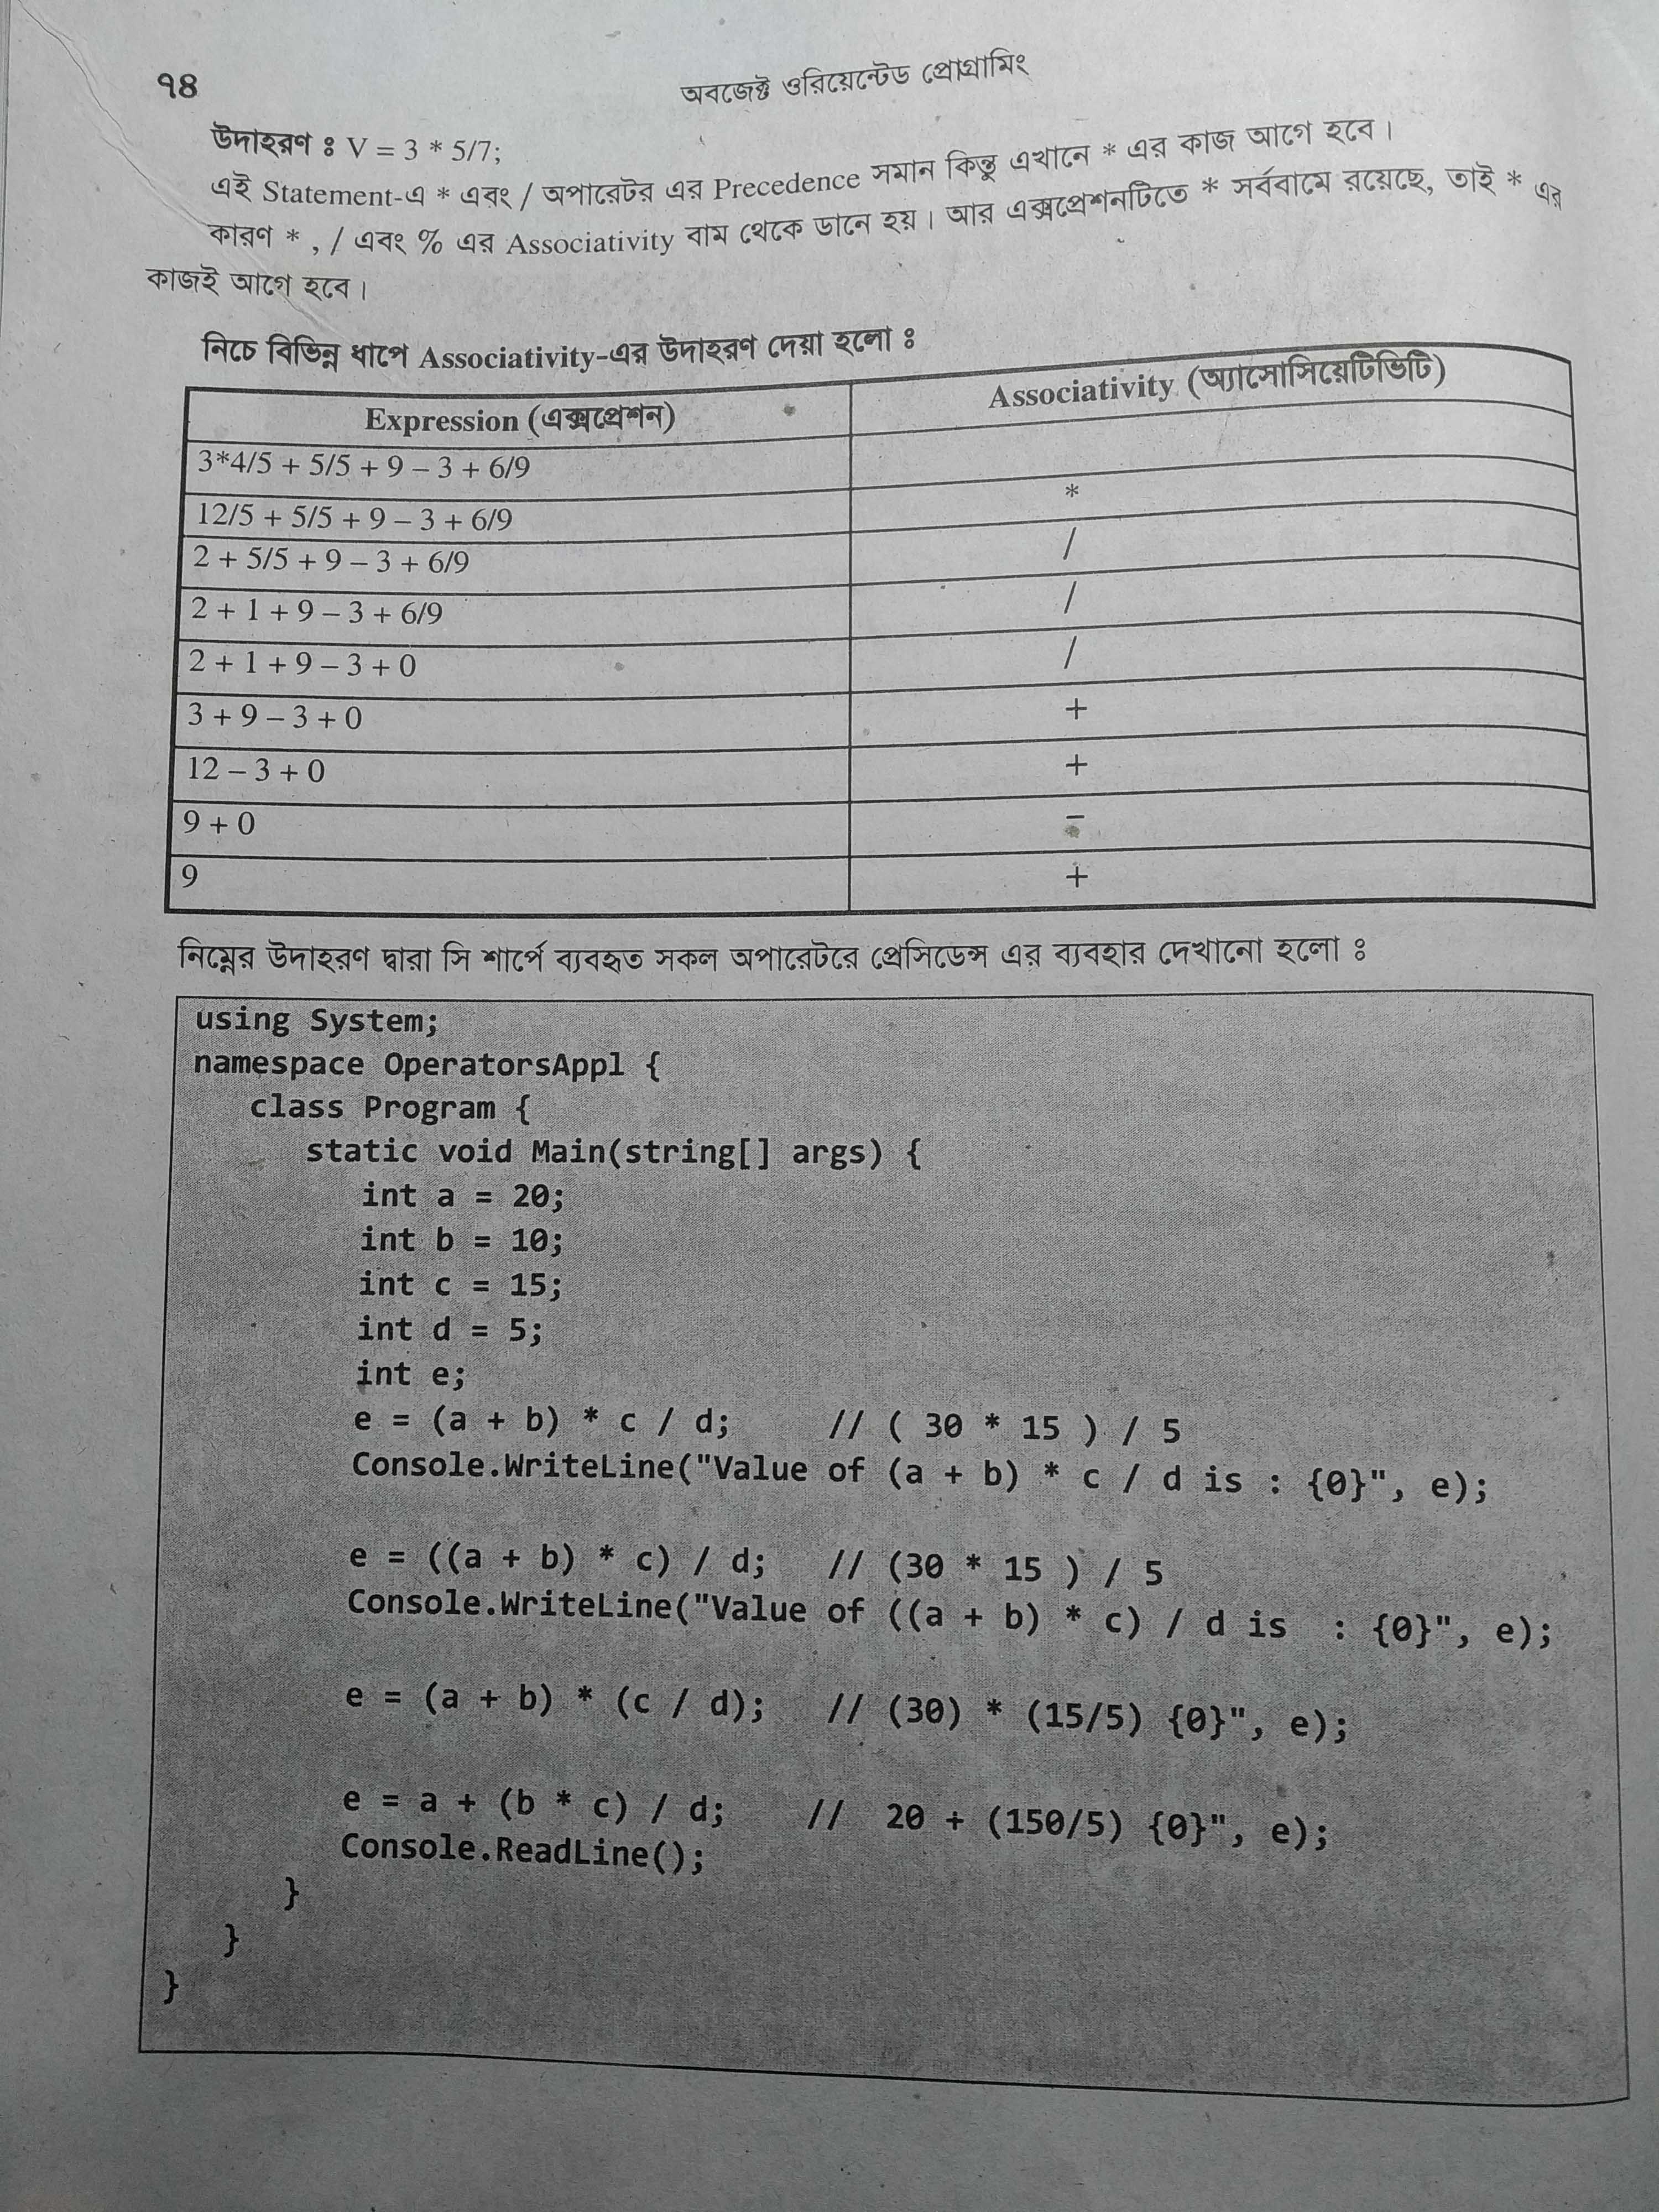 ৭৪
অবজেক্ট ওরিয়েন্টেড প্রোগ্রামিং
উদাহরণ ঃ V = 3 * 5/7;
এই Statement-এ * এবং / অপারেটর এর Precedence সমান কিন্তু এখানে * এর কাজ আগে হবে।
কারণ * , / এবং % এর Associativity বাম থেকে ডানে হয়। আর এক্সপ্রেশনটিতে * সর্ববামে রয়েছে, তাই * এর
কাজই আগে হবে।
নিচে বিভিন্ন ধাপে Associativity-এর উদাহরণ দেয়া হলো ঃ
Expression (এক্সপ্রেশন) Associativity (অ্যাসোসিয়েটিভিটি)
3*4/5 + 5/5 + 9 – 3 + 6/9
12/5 + 5/5 + 9 – 3 + 6/9 *
2 + 5/5 + 9 – 3 + 6/9 /
2 + 1 + 9 – 3 + 6/9 /
2 + 1 + 9 – 3 + 0 /
3 + 9 – 3 + 0 +
12 – 3 + 0 +
9 + 0 –
9 +
নিম্নের উদাহরণ দ্বারা সি শার্পে ব্যবহৃত সকল অপারেটরে প্রেসিডেন্স এর ব্যবহার দেখানো হলো ঃ
using System;
namespace OperatorsAppl {
class Program {
static void Main(string[] args) {
int a = 20;
int b = 10;
int c = 15;
int d = 5;
int e;
e = (a + b) * c / d; // ( 30 * 15 ) / 5
Console.WriteLine("Value of (a + b) * c / d is : {0}", e);
e = ((a + b) * c) / d; // (30 * 15 ) / 5
Console.WriteLine("Value of ((a + b) * c) / d is : {0}", e);
e = (a + b) * (c / d); // (30) * (15/5) {0}", e);
e = a + (b * c) / d; // 20 + (150/5) {0}", e);
Console.ReadLine();
}
}
}